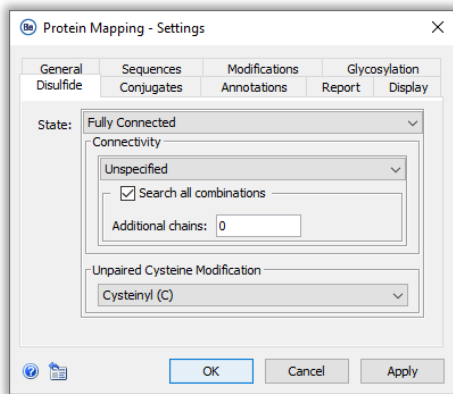 Protein Mapping - Settings
General Sequences Modifications Glycosylation
Disulfide Conjugates Annotations Report Display
State: Fully Connected
Connectivity
Unspecified
Search all combinations
Additional chains: 0
Unpaired Cysteine Modification
Cysteinyl (C)
OK Cancel Apply